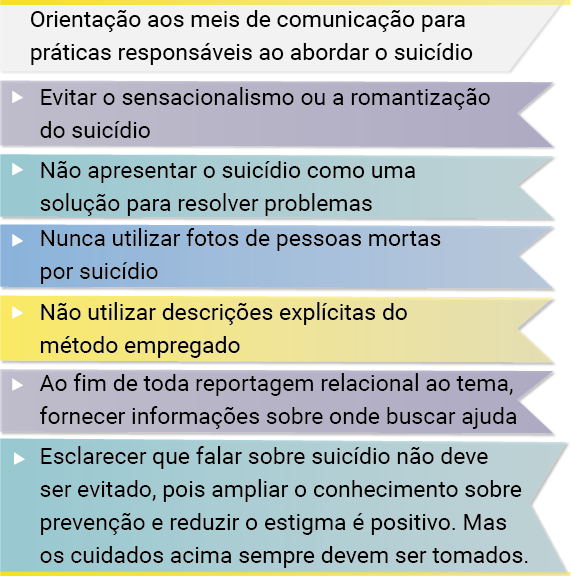 Orientação aos meis de comunicação para
práticas responsáveis ao abordar o suicídio
Evitar o sensacionalismo ou a romantização
do suicídio
Não apresentar o suicídio como uma
solução para resolver problemas
Nunca utilizar fotos de pessoas mortas
por suicídio
Não utilizar descrições explícitas do
método empregado
Ao fim de toda reportagem relacional ao tema,
fornecer informações sobre onde buscar ajuda
Esclarecer que falar sobre suicídio não deve
ser evitado, pois ampliar o conhecimento sobre
prevenção e reduzir o estigma é positivo. Mas
os cuidados acima sempre devem ser tomados.